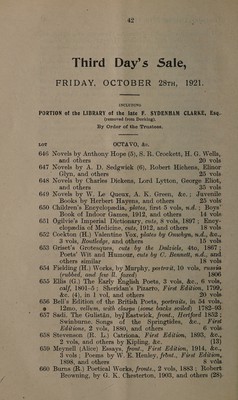 42
Third Day's Sale,
FRIDAY, OCTOBER 28TH, 1921.
INCLUDING
PORTION of the LIBRARY of the late F. SYDENHAM CLARKE, Esq.
(removed from Dorking).
By Order of the Trustees.
LOT OCTAVO, &c.
646 Novels by Anthony Hope (5), S. R. Crockett, H. G. Wells,
and others 20 vols
647 Novels by A. D. Sedgwick (6), Robert Hichens, Elinor
Glyn, and others 25 vols
648 Novels by Charles Dickens, Lord Lytton, George Eliot,
and others 35 vols
649 Novels by W. Le Queux, A. K. Green, &c.; Juvenile
Books by Herbert Hayens, and others 25 vols
650 Children's Encyclopædia, plates, first 5 vols, n.d.; Boys'
Book of Indoor Games, 1912, and others 14 vols
651 Ogilvie's Imperial Dictionary, cuts, 8 vols, 1897; Ency-
clopædia of Medicine, cuts, 1912, and others 18 vols
652 Cockton (H.) Valentine Vox, plates by Onwhyn, n.d., &c.,
3 vols, Routledge, and others 15 vols
653 Griset's Grotesques, cuts by the Dalziels, 4to, 1867;
Poets' Wit and Humour, cuts by C. Bennett, n.d., and
others similar 18 vols
654 Fielding (H.) Works, by Murphy, portrait, 10 vols, russia
(rubbed, and few ll. foxed) 1806
655 Ellis (G.) The Early English Poets, 3 vols, &c., 6 vols,
calf, 1801-5; Sheridan's Pizarro, First Edition, 1799,
&c. (4), in 1 vol, and others 20 vols
656 Bell's Edition of the British Poets, portraits, in 54 vols,
12mo, vellum, with clasps (some backs soiled) 1782-93
657 Sadi. The Gulistân, by Eastwick, front., Hertford 1852;
Swinburne. Songs of the Springtides, &c., First
Editions, 2 vols, 1880, and others 6 vols
658 Stevenson (R. L.) Catriona, First Edition, 1893, &c.,
2 vols, and others by Kipling, &c. (13)
659 Meynell (Alice) Essays, front., First Edition, 1914, &c.,
5 vols; Poems by W. E. Henley, frbnt., First Edition,
1898, and others 8 vols
660 Burns (R.) Poetical Works, fronts., 2 vols, 1883; Robert
Browning, by G. K. Chesterton, 1903, and others (28)